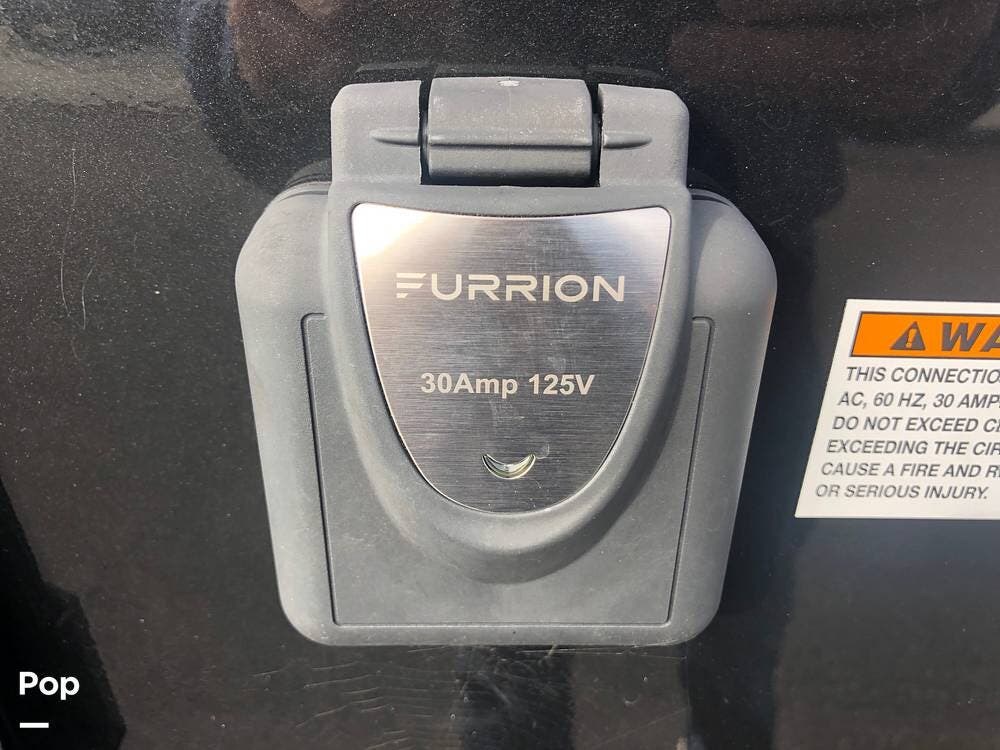 FURRION
30Amp 125V
THIS CONNECTIO
AC, 60 HZ, 30 AMP
DO NOT EXCEED
EXCEEDING THE CIR
CAUSE A FIRE AND
OR SERIOUS INJURY.
Pop